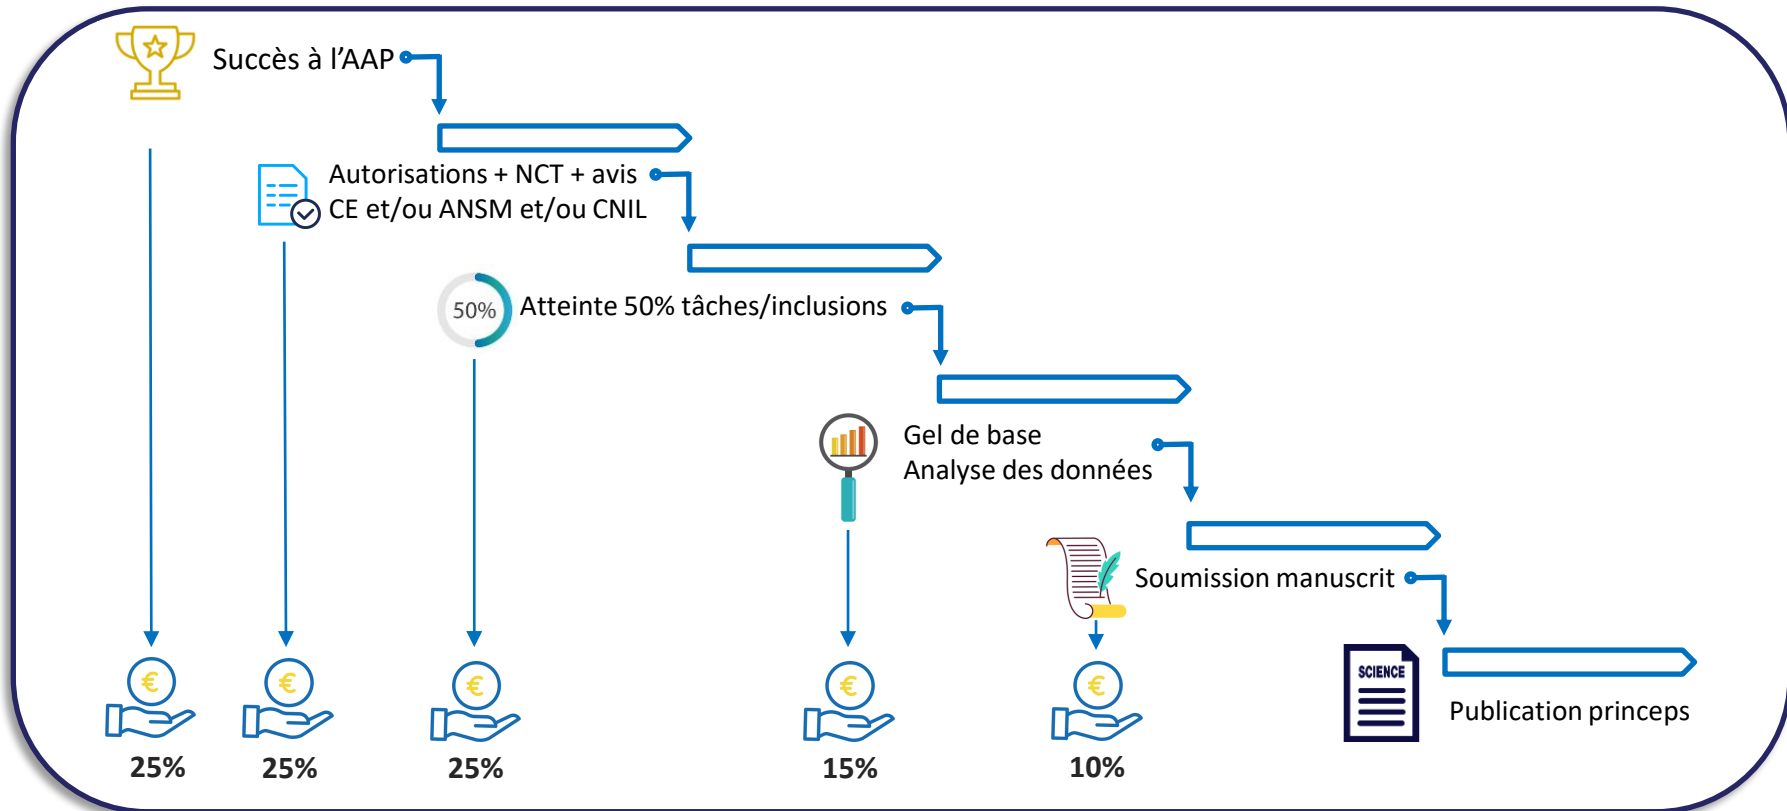 Succès à l'AAP
Autorisations + NCT + avis
CE et/ou ANSM et/ou CNIL
50%
Atteinte 50% tâches/inclusions
Gel de base
Analyse des données
Soumission manuscrit
SCIENCE
Publication princeps
€
€
€
€
€
25%
25%
25%
15%
10%